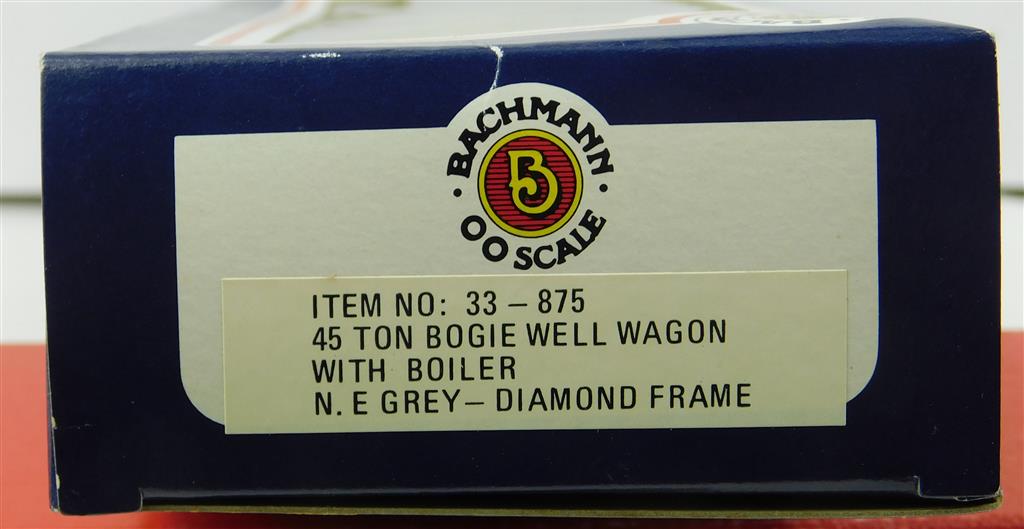 BACHMANN
B
OO SCALE
ITEM NO: 33 – 875
45 TON BOGIE WELL WAGON
WITH BOILER
N. E GREY – DIAMOND FRAME